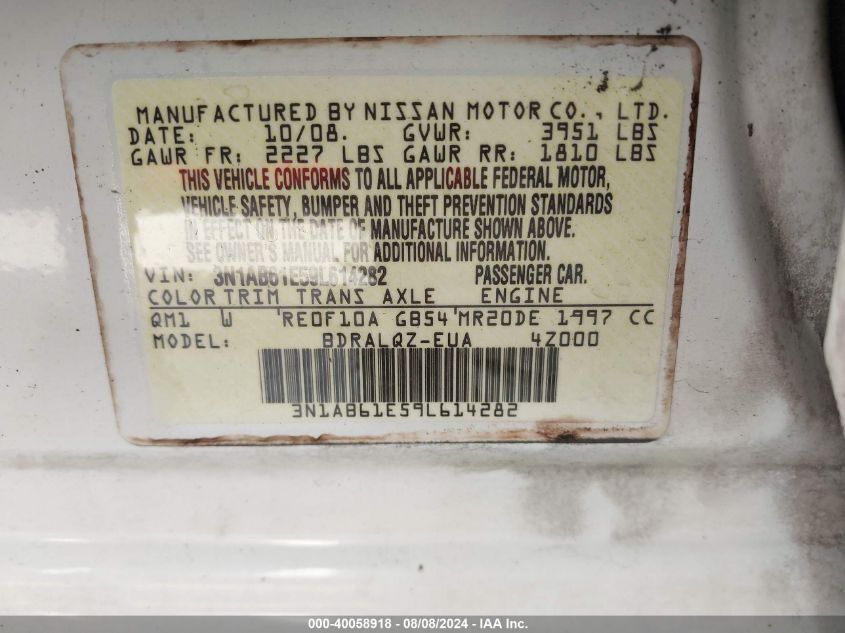 MANUFACTURED BY NISSAN MOTOR CO., LTD.
DATE: 10/08. GVWR: 3951 LBS
GAWR FR: 2227 LBS GAWR RR: 1810 LBS
THIS VEHICLE CONFORMS TO ALL APPLICABLE FEDERAL MOTOR,
VEHICLE SAFETY, BUMPER AND THEFT PREVENTION STANDARDS
IN EFFECT ON THE DATE OF MANUFACTURE SHOWN ABOVE.
SEE OWNER'S MANUAL FOR ADDITIONAL INFORMATION.
VIN: 3N1AB61E59L614282 PASSENGER CAR.
COLOR TRIM TRANS AXLE ENGINE
QM1 W RE0F10A GB54 MR20DE 1997 CC
MODEL: BDRALQZ-EUA 4Z000
3N1AB61E59L614282
000-40058918 - 08/08/2024 - IAA Inc.